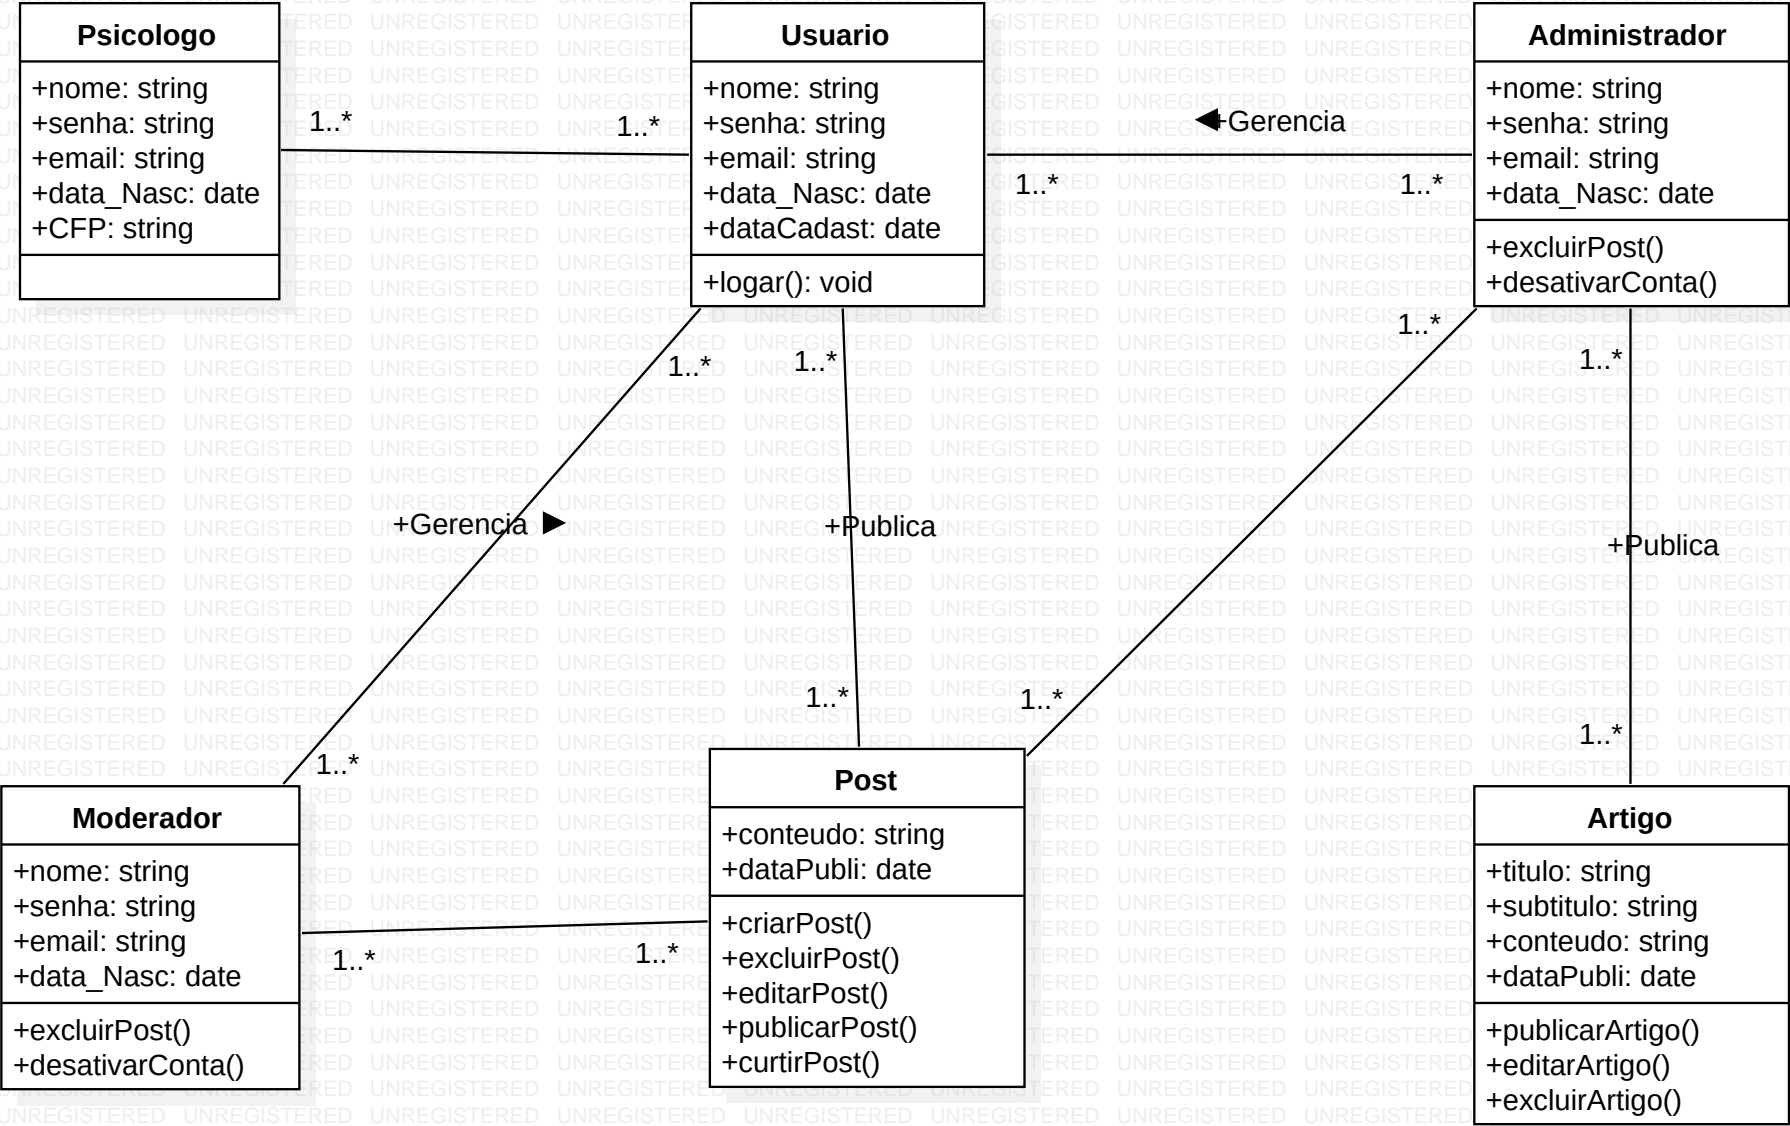 Psicologo
+nome: string
+senha: string
+email: string
+data_Nasc: date
+CFP: string
1..*
1..*
Usuario
+nome: string
+senha: string
+email: string
+data_Nasc: date
+dataCadast: date
+logar(): void
+Gerencia
1..*
1..*
Administrador
+nome: string
+senha: string
+email: string
+data_Nasc: date
+excluirPost()
+desativarConta()
1..*
1..*
1..*
1..*
+Gerencia
+Publica
+Publica
1..*
1..*
1..*
1..*
Moderador
+nome: string
+senha: string
+email: string
+data_Nasc: date
+excluirPost()
+desativarConta()
1..*
1..*
Post
+conteudo: string
+dataPubli: date
+criarPost()
+excluirPost()
+editarPost()
+publicarPost()
+curtirPost()
Artigo
+titulo: string
+subtitulo: string
+conteudo: string
+dataPubli: date
+publicarArtigo()
+editarArtigo()
+excluirArtigo()
UNREGISTERED